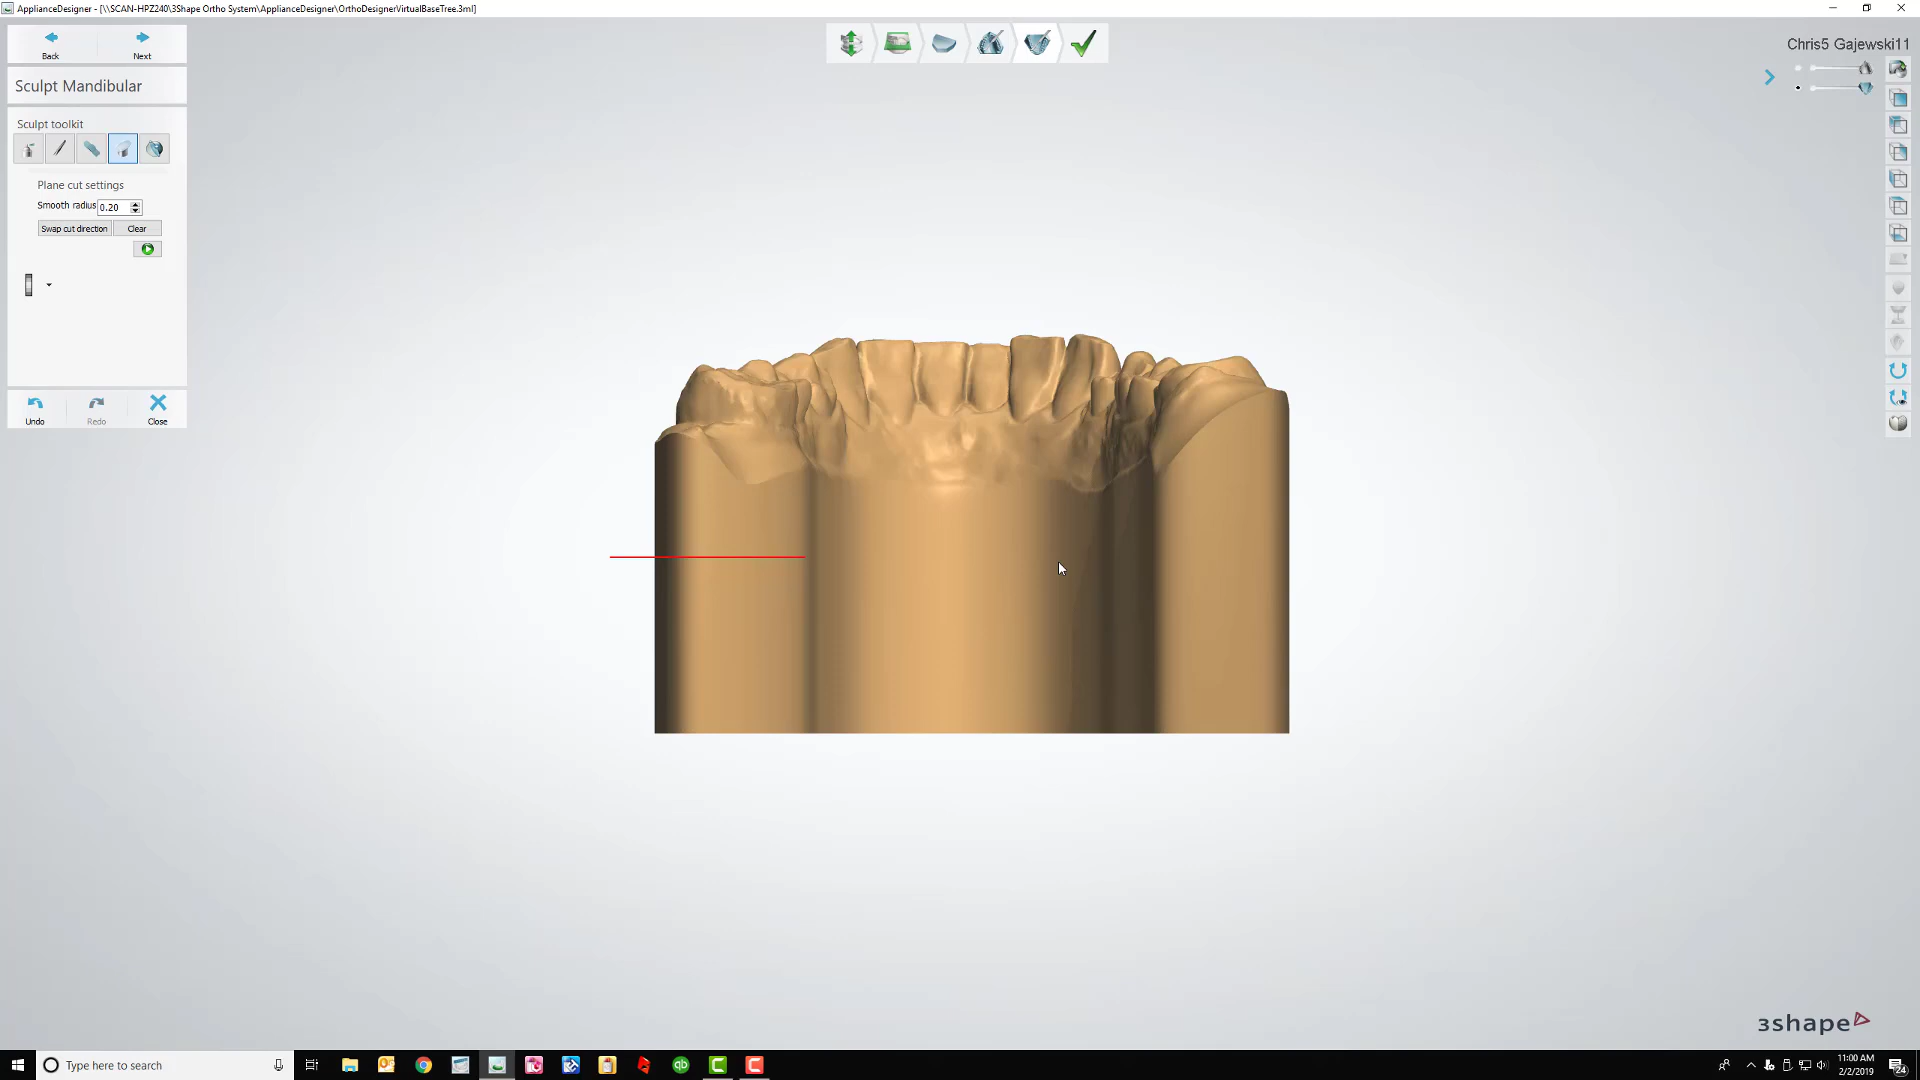 ApplianceDesigner - [\\SCAN-HPZ240\3Shape Ortho System\ApplianceDesigner\OrthoDesignerVirtualBaseTree.3ml]
Back
Next
Chris5 Gajewski11
Sculpt Mandibular
Sculpt toolkit
Plane cut settings
Smooth radius 0.20
Swap cut direction
Clear
Undo
Redo
Close
3shape
Type here to search
qb
11:00 AM
2/2/2019
24